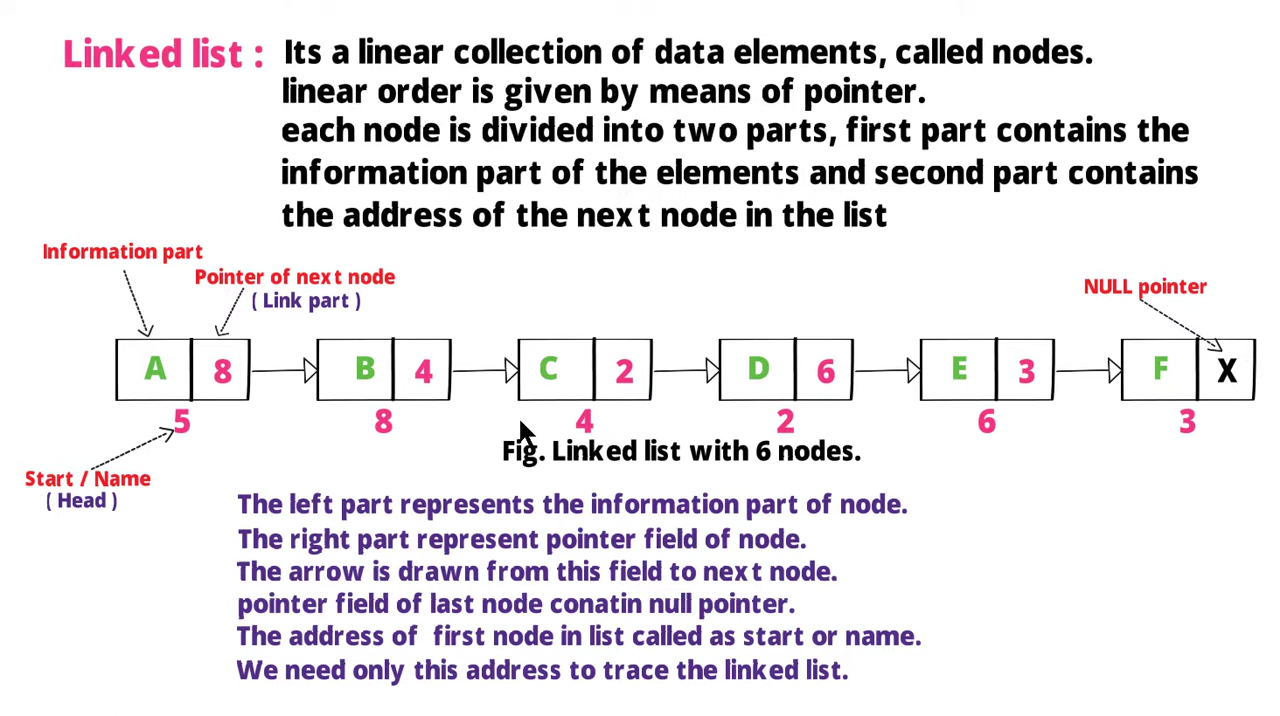 Linked list : Its a linear collection of data elements, called nodes.
linear order is given by means of pointer.
each node is divided into two parts, first part contains the
information part of the elements and second part contains
the address of the next node in the list
Information part
Pointer of next node
( Link part )
NULL pointer
A 8 B 4 C 2 D 6 E 3 F X
5 8 4 2 6 3
Fig. Linked list with 6 nodes.
Start / Name
( Head )
The left part represents the information part of node.
The right part represent pointer field of node.
The arrow is drawn from this field to next node.
pointer field of last node conatin null pointer.
The address of first node in list called as start or name.
We need only this address to trace the linked list.